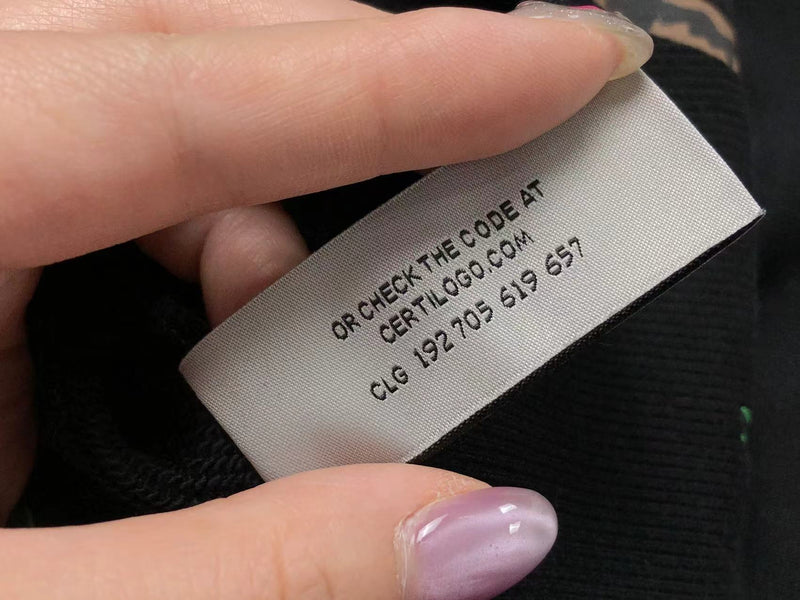 OR CHECK THE CODE AT
CERTILOGO.COM
CLG 192 705 619 657